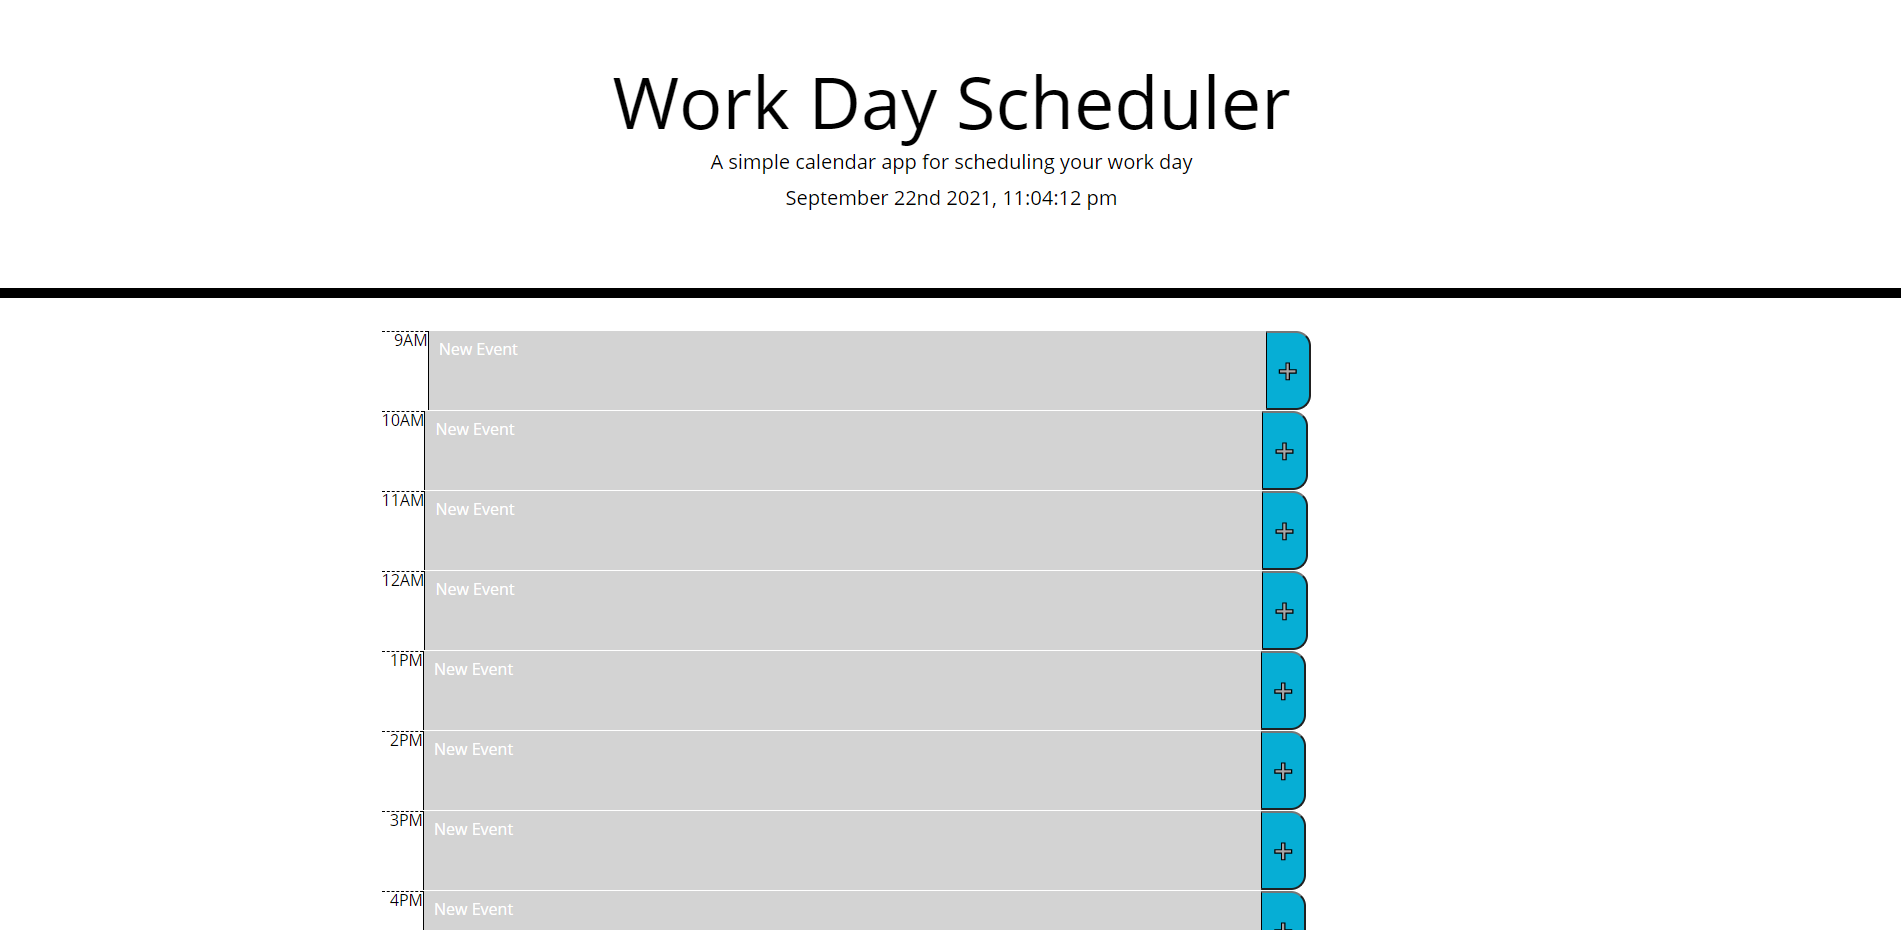 Work Day Scheduler
A simple calendar app for scheduling your work day
September 22nd 2021, 11:04:12 pm
9AM New Event
10AM New Event
11AM New Event
12AM New Event
1PM New Event
2PM New Event
3PM New Event
4PM New Event